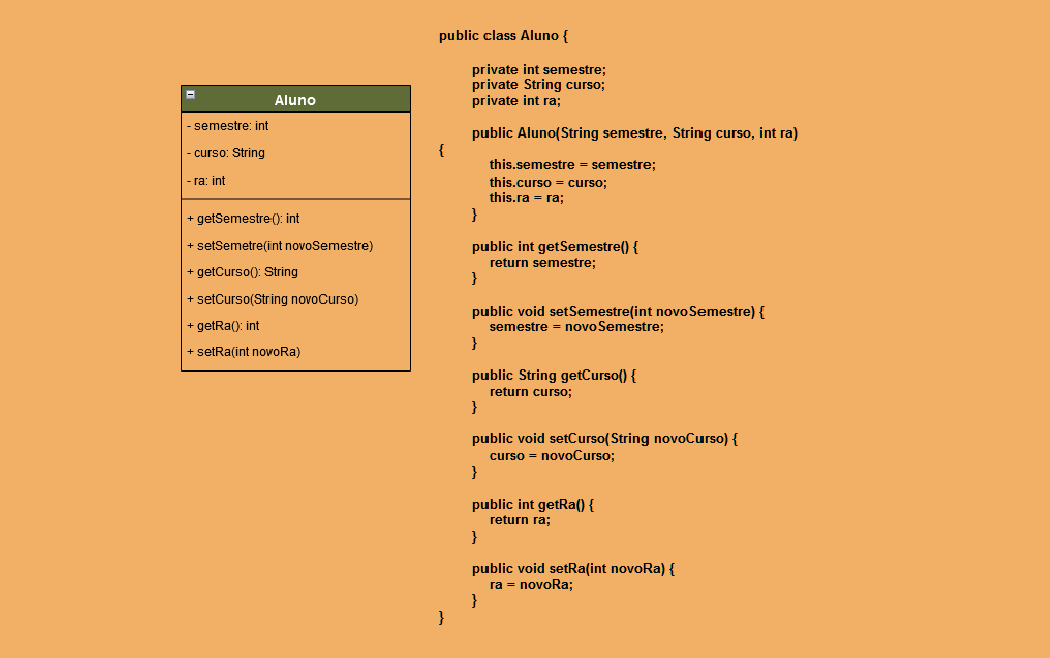 Aluno
- semestre: int
- curso: String
- ra: int
+ getSemestre(): int
+ setSemetre(int novoSemestre)
+ getCurso(): String
+ setCurso(String novoCurso)
+ getRa(): int
+ setRa(int novoRa)
public class Aluno {
private int semestre;
private String curso;
private int ra;
public Aluno(String semestre, String curso, int ra)
{
this.semestre = semestre;
this.curso = curso;
this.ra = ra;
}
public int getSemestre() {
return semestre;
}
public void setSemestre(int novoSemestre) {
semestre = novoSemestre;
}
public String getCurso() {
return curso;
}
public void setCurso(String novoCurso) {
curso = novoCurso;
}
public int getRa() {
return ra;
}
public void setRa(int novoRa) {
ra = novoRa;
}
}